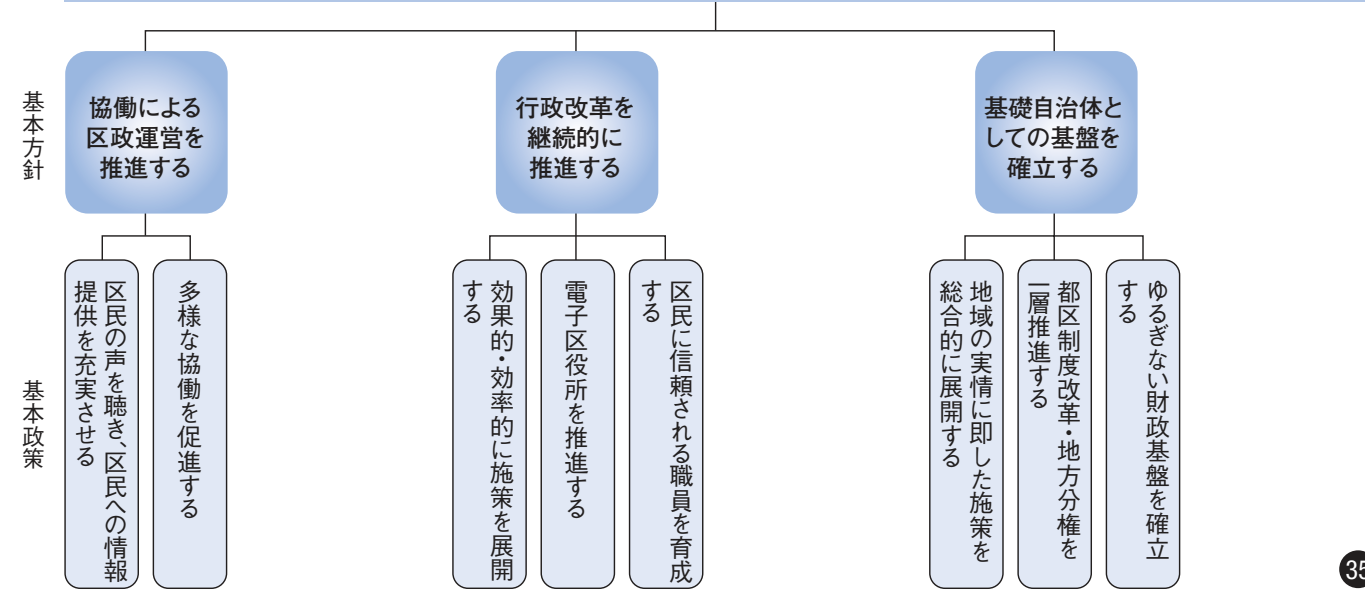 基本方針
協働による
区政運営を
推進する
行政改革を
継続的に
推進する
基礎自治体と
しての基盤を
確立する
基本政策
区民の声を聴き、区民への情報
提供を充実させる
多様な協働を促進する
効果的・効率的に施策を展開
する
電子区役所を推進する
区民に信頼される職員を育成
する
地域の実情に即した施策を
総合的に展開する
都区制度改革・地方分権を
一層推進する
ゆるぎない財政基盤を確立
する
35